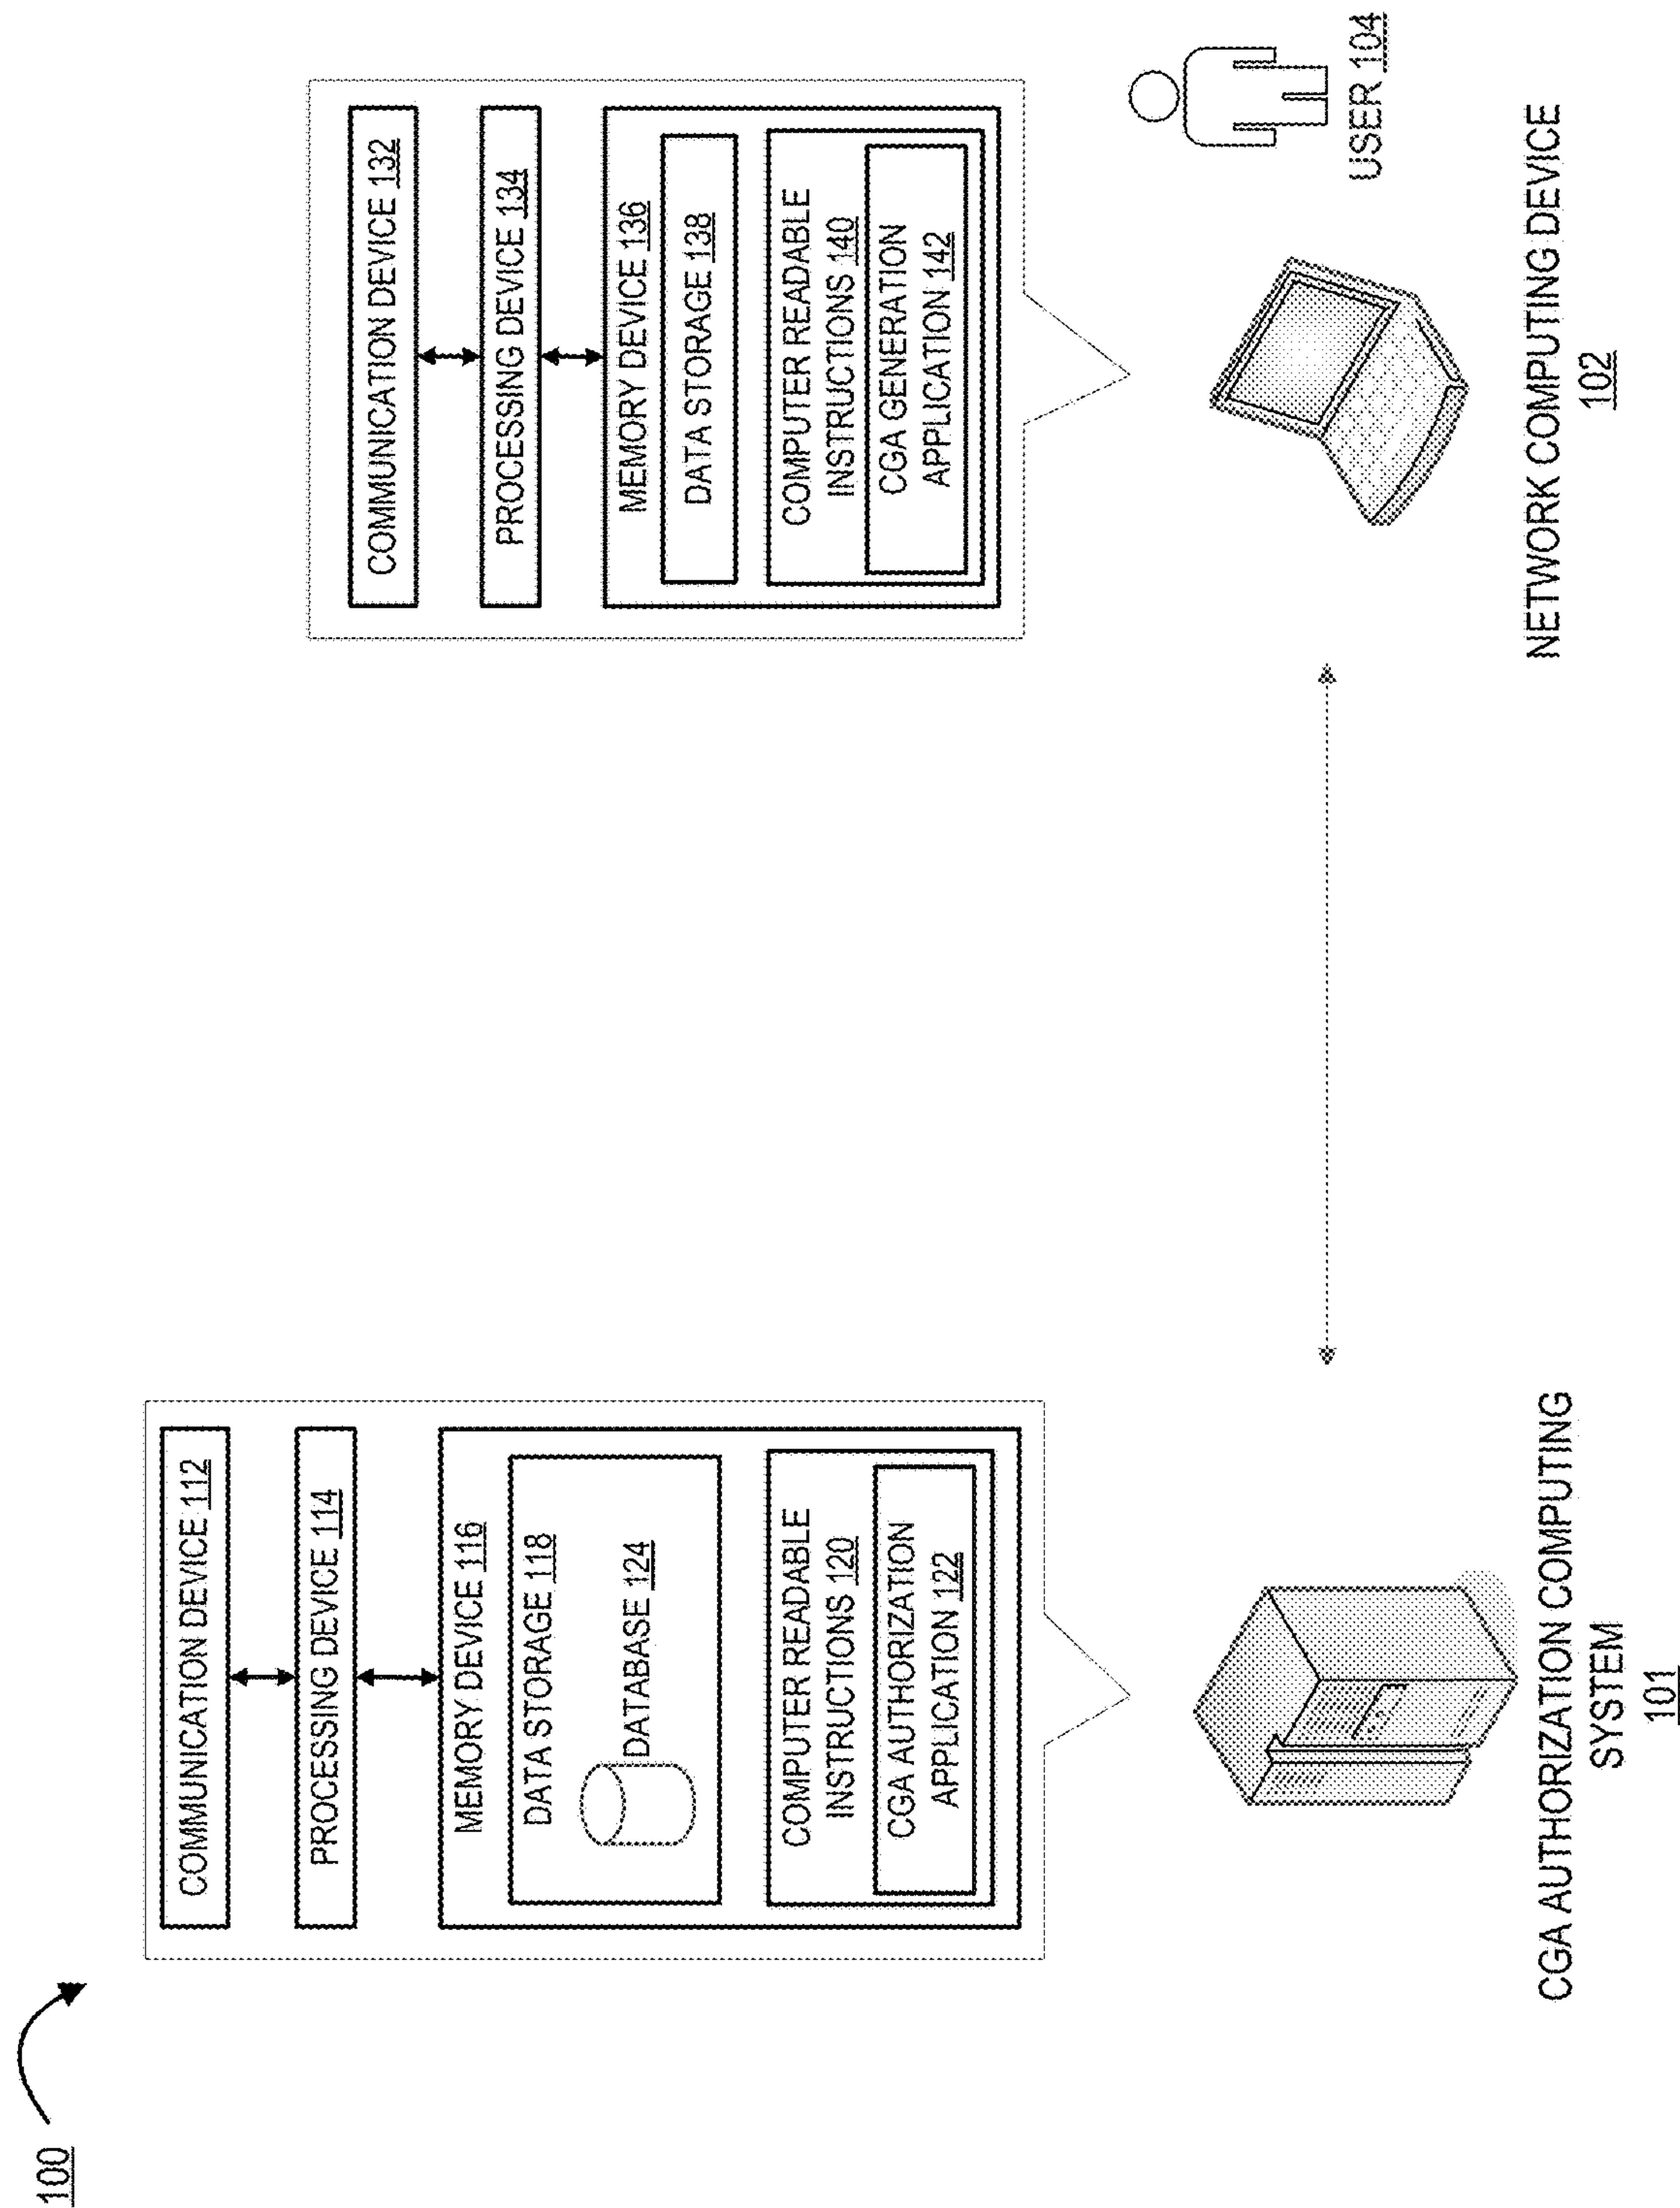 100
COMMUNICATION DEVICE 112
PROCESSING DEVICE 114
MEMORY DEVICE 116
DATA STORAGE 118
DATABASE 124
COMPUTER READABLE
INSTRUCTIONS 120
CGA AUTHORIZATION
APPLICATION 122
CGA AUTHORIZATION COMPUTING
SYSTEM
101
COMMUNICATION DEVICE 132
PROCESSING DEVICE 134
MEMORY DEVICE 136
DATA STORAGE 138
COMPUTER READABLE
INSTRUCTIONS 140
CGA GENERATION
APPLICATION 142
USER 104
NETWORK COMPUTING DEVICE
102